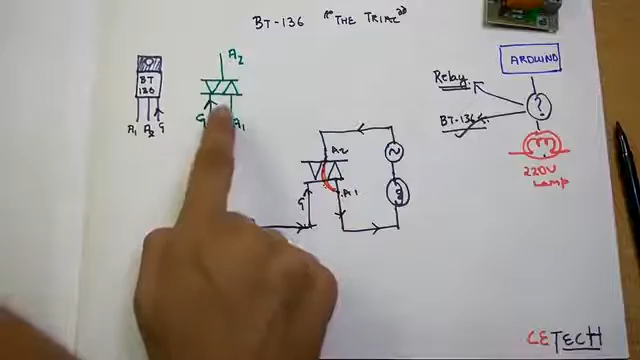 BT-136 "THE TRIAC"
BT
136
A1 A2 G
A2
G A1
A2
G
A1
~
ARDUINO
?
Relay
BT-136
220V
Lamp
CETECH